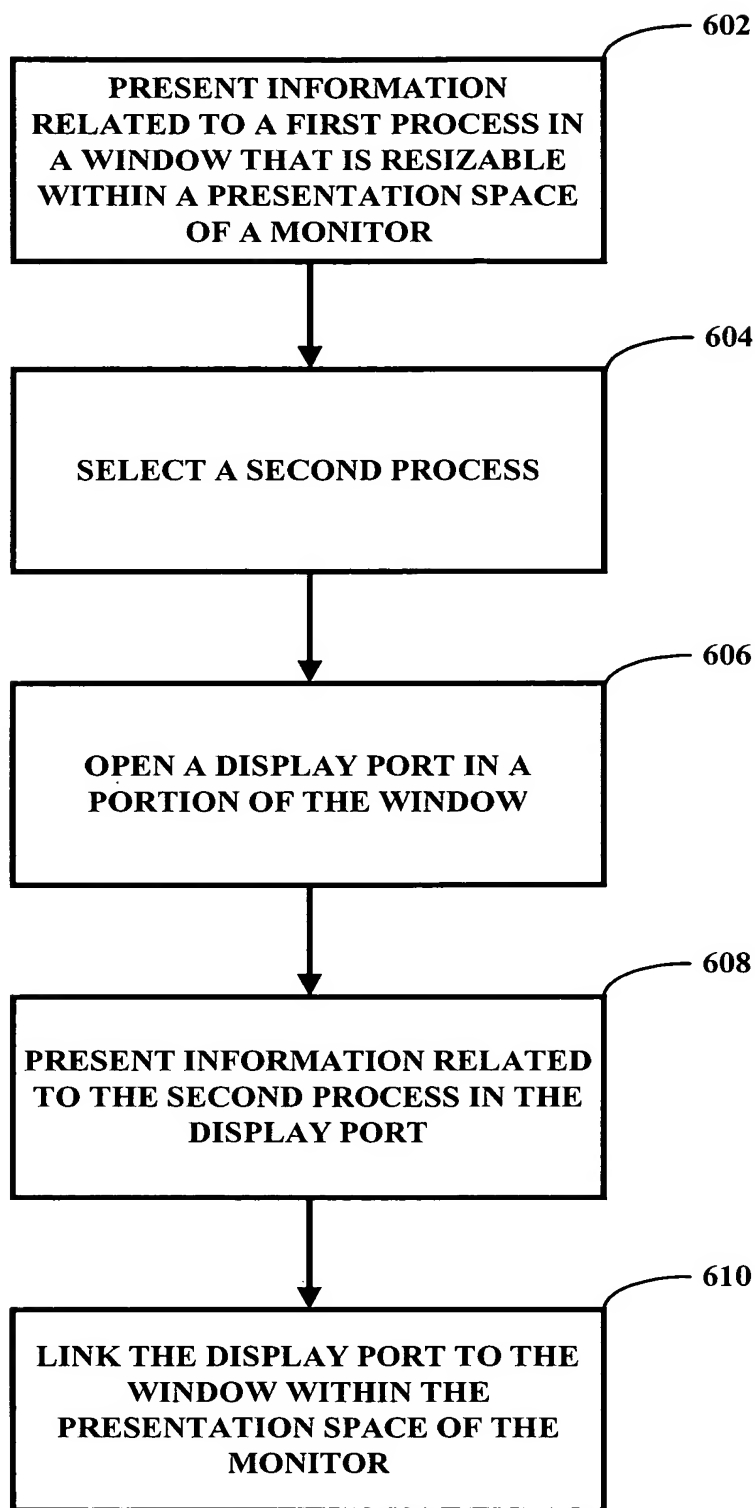 602
PRESENT INFORMATION
RELATED TO A FIRST PROCESS IN
A WINDOW THAT IS RESIZABLE
WITHIN A PRESENTATION SPACE
OF A MONITOR
604
SELECT A SECOND PROCESS
606
OPEN A DISPLAY PORT IN A
PORTION OF THE WINDOW
608
PRESENT INFORMATION RELATED
TO THE SECOND PROCESS IN THE
DISPLAY PORT
610
LINK THE DISPLAY PORT TO THE
WINDOW WITHIN THE
PRESENTATION SPACE OF THE
MONITOR